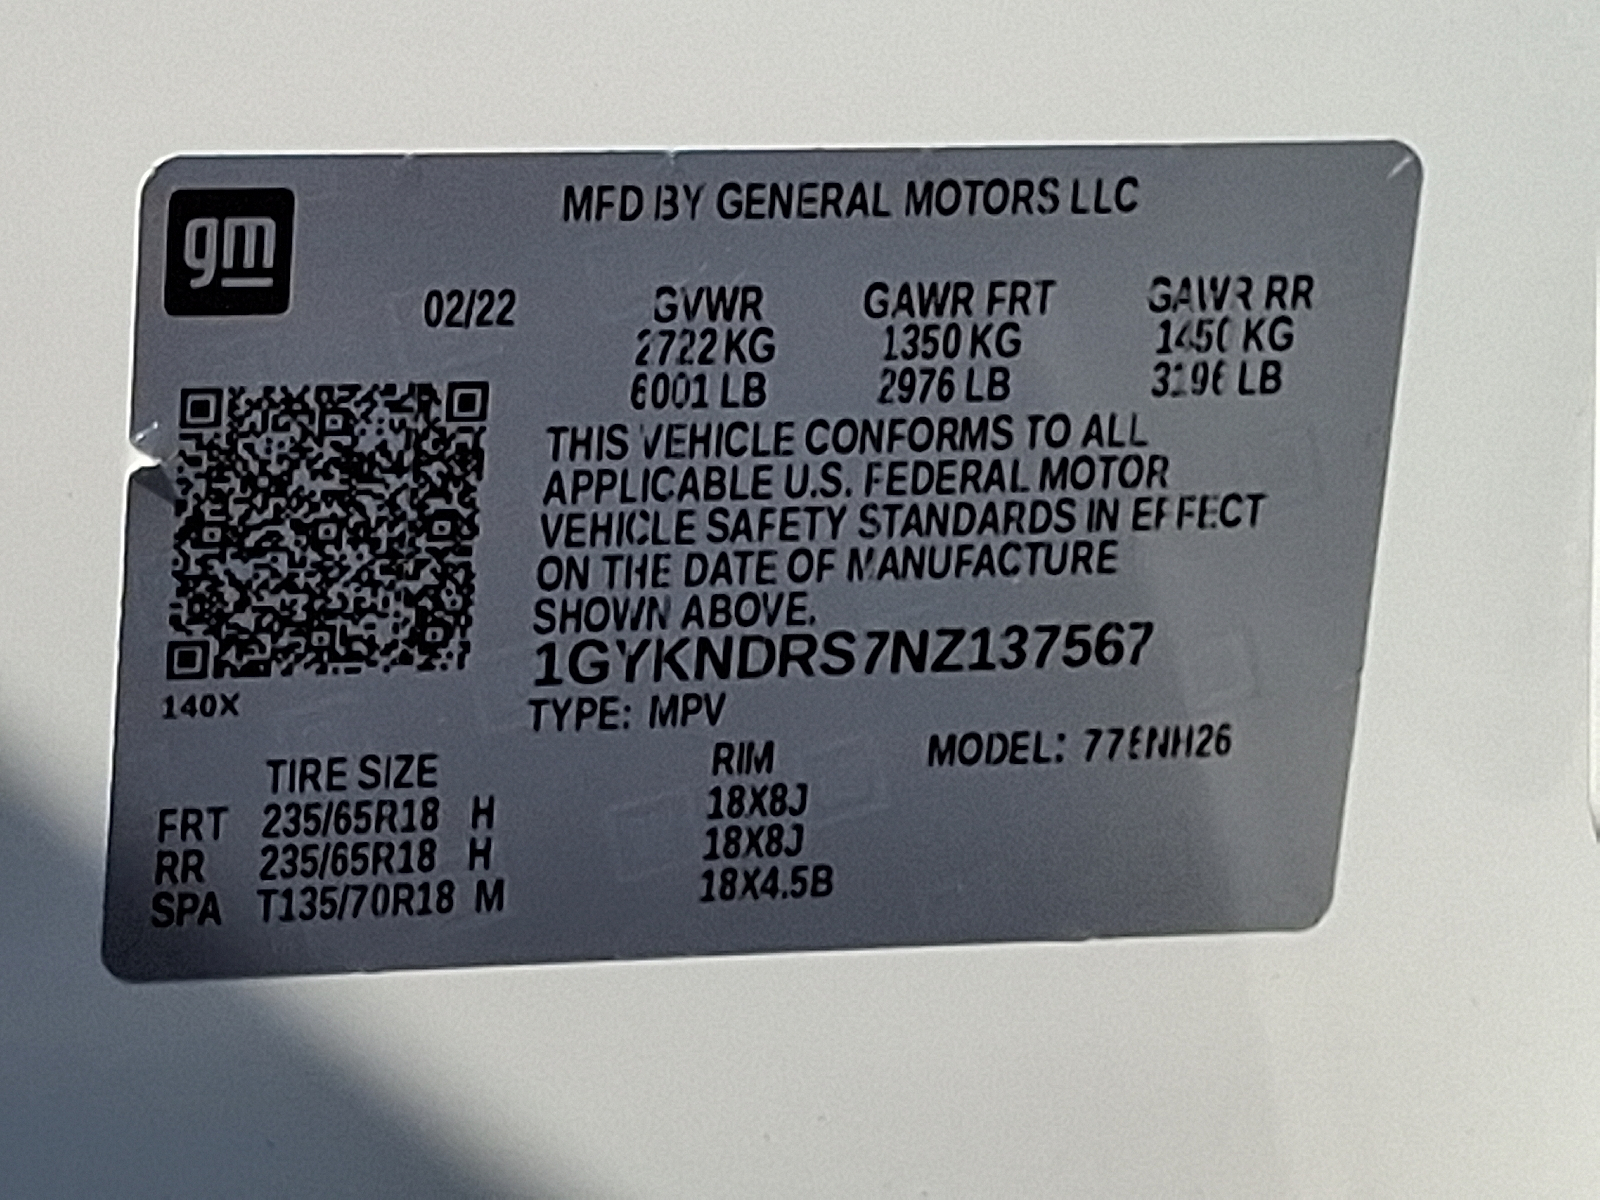 gm
MFD BY GENERAL MOTORS LLC
02/22 GVWR GAWR FRT GAWR RR
2722 KG 1350 KG 1450 KG
6001 LB 2976 LB 3196 LB
THIS VEHICLE CONFORMS TO ALL
APPLICABLE U.S. FEDERAL MOTOR
VEHICLE SAFETY STANDARDS IN EFFECT
ON THE DATE OF MANUFACTURE
SHOWN ABOVE.
1GYKNDRS7NZ137567
140X
TYPE: MPV
MODEL:
TIRE SIZE RIM
FRT 235/65R18 H 18X8J
RR 235/65R18 H 18X8J
SPA T135/70R18 M 18X4.5B